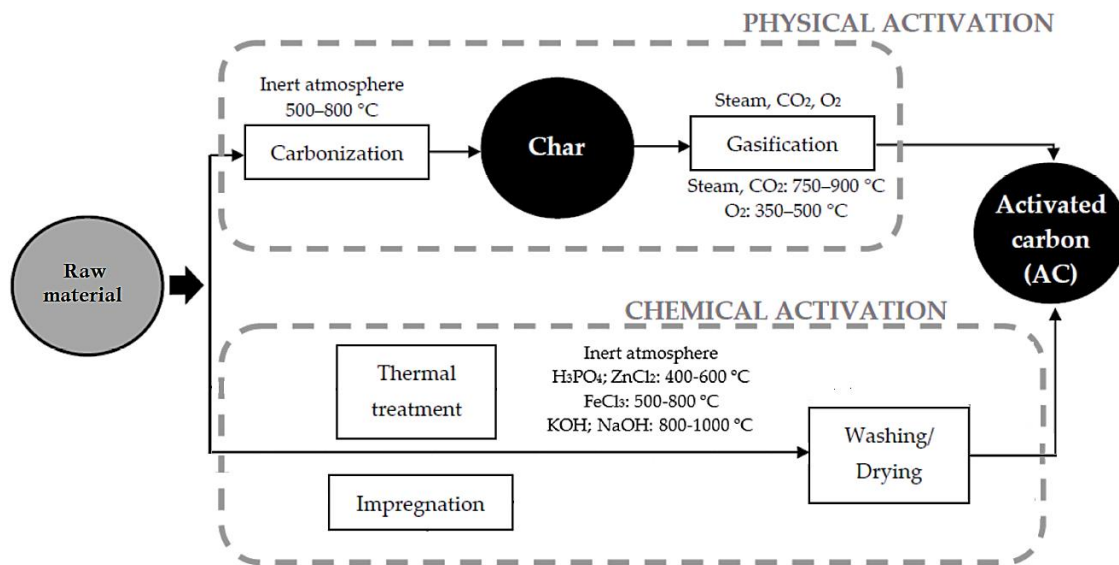 PHYSICAL ACTIVATION
Inert atmosphere
500–800 °C
Carbonization
Char
Steam, CO₂, O₂
Gasification
Steam, CO₂: 750–900 °C
O₂: 350–500 °C
Activated
carbon
(AC)
Raw
material
CHEMICAL ACTIVATION
Thermal
treatment
Inert atmosphere
H₃PO₄; ZnCl₂: 400-600 °C
FeCl₃: 500-800 °C
KOH; NaOH: 800-1000 °C
Washing/
Drying
Impregnation